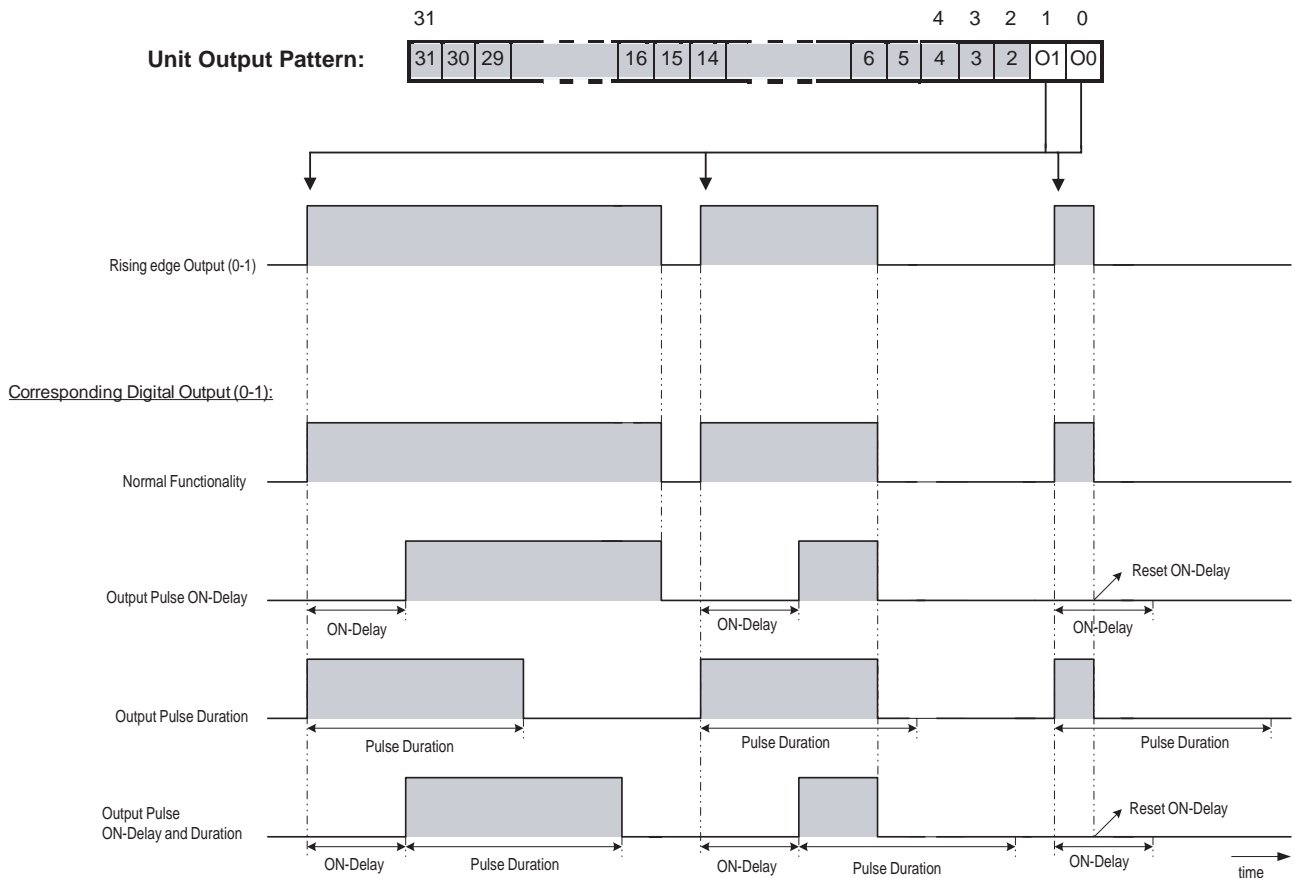 31 4 3 2 1 0
Unit Output Pattern: 31 30 29 16 15 14 6 5 4 3 2 O1 O0
Rising edge Output (0-1)
Corresponding Digital Output (0-1):
Normal Functionality
Reset ON-Delay
Output Pulse ON-Delay
ON-Delay ON-Delay ON-Delay
Output Pulse Duration
Pulse Duration Pulse Duration Pulse Duration
Output Pulse
ON-Delay and Duration
Reset ON-Delay
ON-Delay Pulse Duration ON-Delay Pulse Duration ON-Delay time